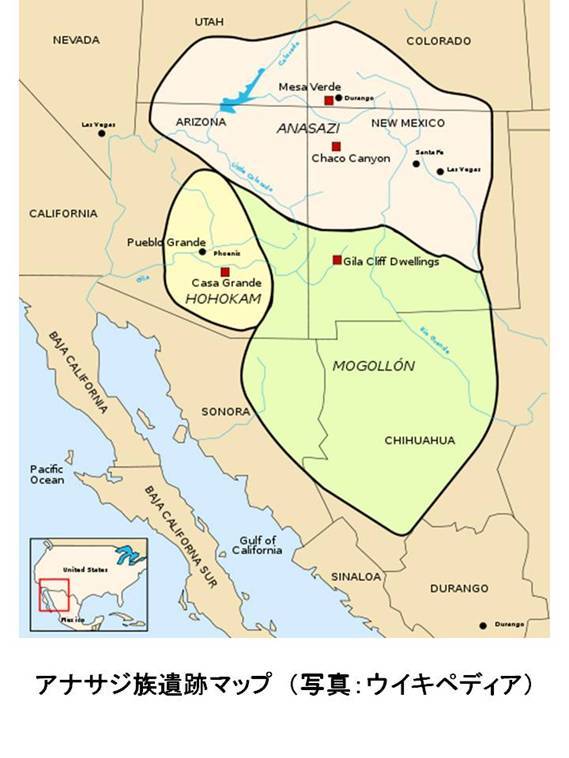 UTAH
NEVADA
COLORADO
Colorado
Mesa Verde
Durango
Las Vegas
ARIZONA
ANASAZI
NEW MEXICO
Chaco Canyon
Santa Fe
Las Vegas
Little Colorado
CALIFORNIA
Pueblo Grande
Phoenix
Gila Cliff Dwellings
Casa Grande
Gila
HOHOKAM
Rio Grande
BAJA CALIFORNIA
MOGOLLÓN
SONORA
CHIHUAHUA
Pacific
Ocean
BAJA CALIFORNIA SUR
Gulf of
California
United States
Mexico
SINALOA
DURANGO
Durango
アナサジ族遺跡マップ （写真：ウイキペディア）